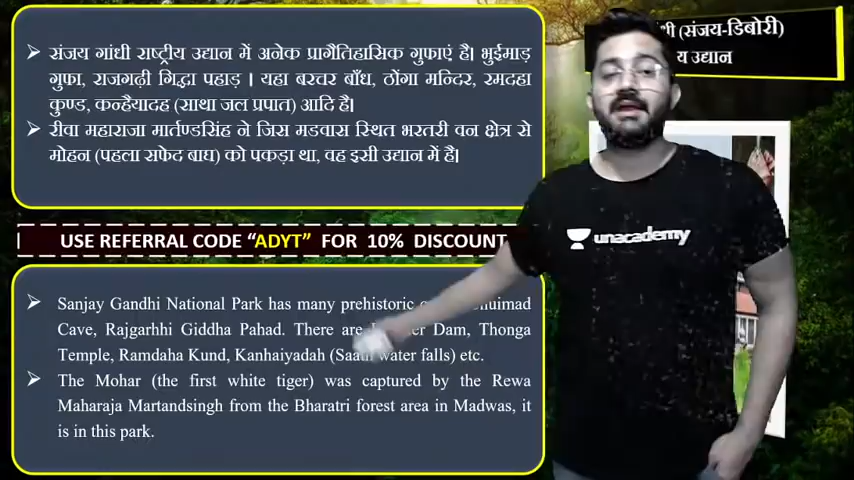 गांधी (संजय-डिबोरी)
य उद्यान
➢ संजय गांधी राष्ट्रीय उद्यान में अनेक प्रागैतिहासिक गुफाएं है। भुईमाड़
गुफा, राजगढ़ी गिद्धा पहाड़ । यहा बरचर बाँध, ठोंगा मन्दिर, रमदहा
कुण्ड, कन्हैयादह (साथा जल प्रपात) आदि है।
➢ रीवा महाराजा मार्तण्डसिंह ने जिस मडवास स्थित भरतरी वन क्षेत्र से
मोहन (पहला सफेद बाघ) को पकड़ा था, वह इसी उद्यान में है।
USE REFERRAL CODE “ADYT” FOR 10% DISCOUNT
unacademy
➢ Sanjay Gandhi National Park has many prehistoric
Cave, Rajgarhhi Giddha Pahad. There are Dam, Thonga
Temple, Ramdaha Kund, Kanhaiyadah (Saath water falls) etc.
➢ The Mohar (the first white tiger) was captured by the Rewa
Maharaja Martandsingh from the Bharatri forest area in Madwas, it
is in this park.